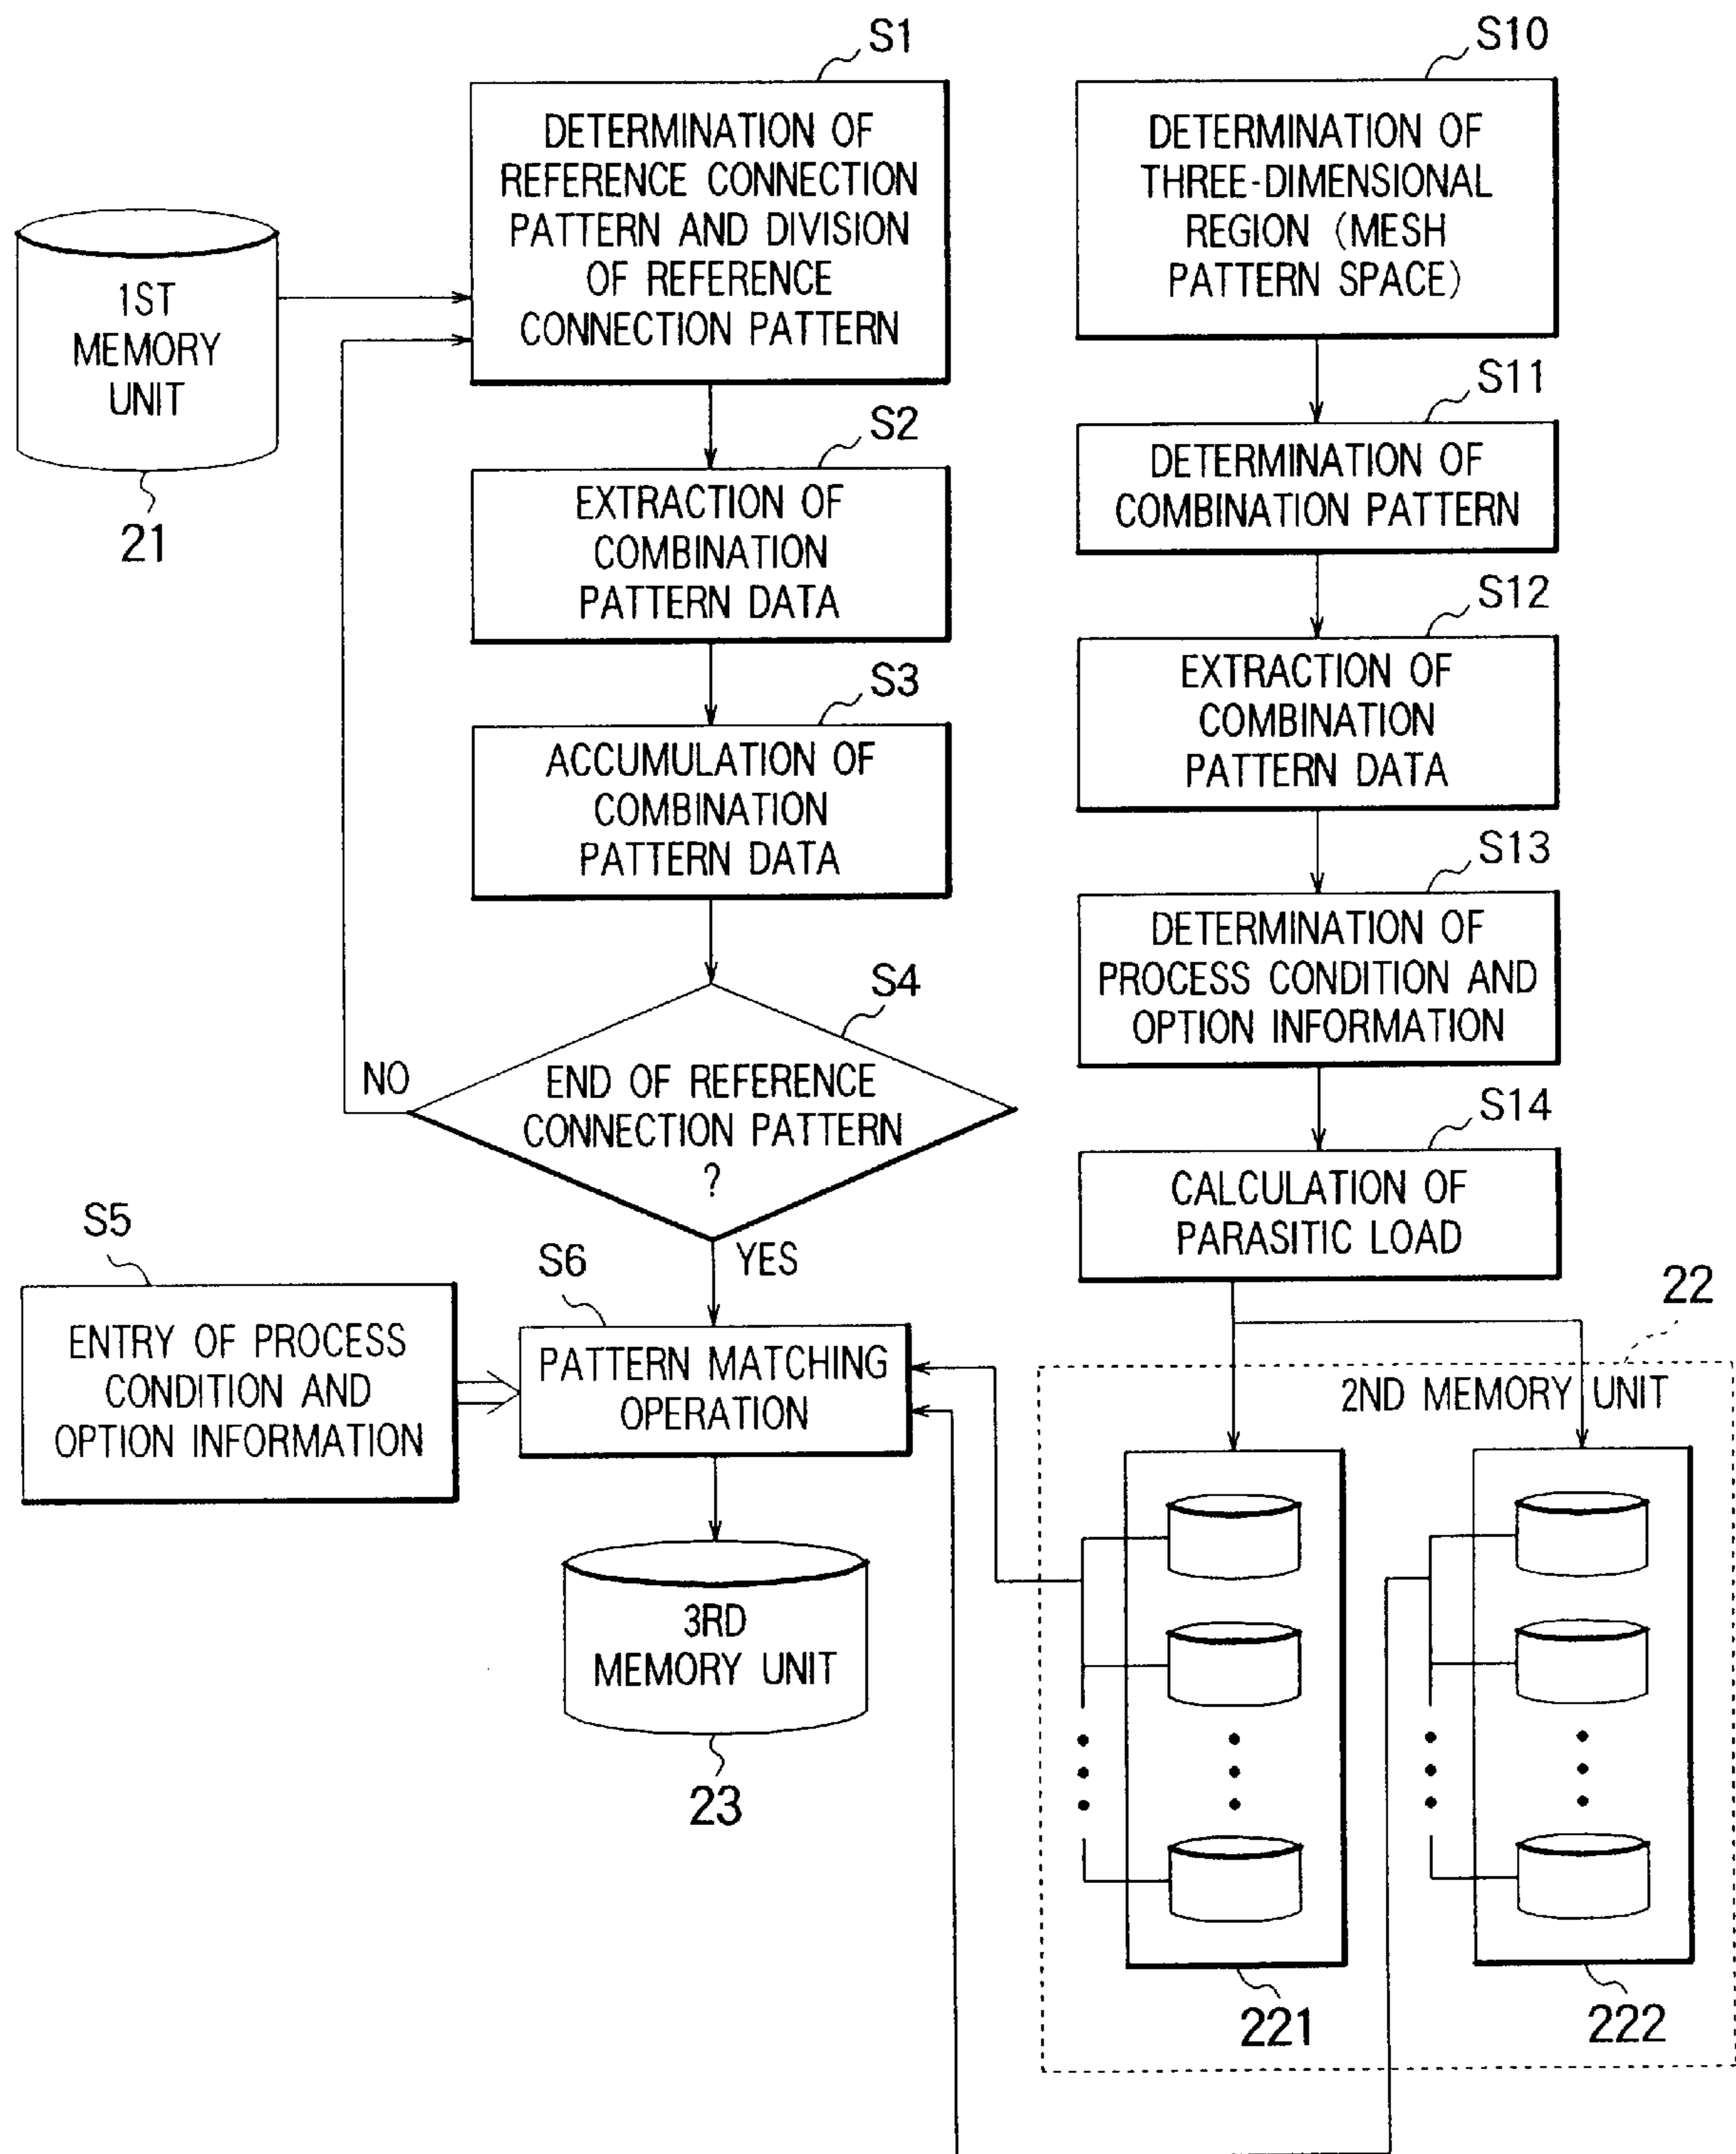 S1
DETERMINATION OF
REFERENCE CONNECTION
PATTERN AND DIVISION
OF REFERENCE
CONNECTION PATTERN
1ST
MEMORY
UNIT
21
S2
EXTRACTION OF
COMBINATION
PATTERN DATA
S3
ACCUMULATION OF
COMBINATION
PATTERN DATA
S4
END OF REFERENCE
CONNECTION PATTERN
?
NO
YES
S5
ENTRY OF PROCESS
CONDITION AND
OPTION INFORMATION
S6
PATTERN MATCHING
OPERATION
3RD
MEMORY UNIT
23
S10
DETERMINATION OF
THREE-DIMENSIONAL
REGION (MESH
PATTERN SPACE)
S11
DETERMINATION OF
COMBINATION PATTERN
S12
EXTRACTION OF
COMBINATION
PATTERN DATA
S13
DETERMINATION OF
PROCESS CONDITION AND
OPTION INFORMATION
S14
CALCULATION OF
PARASITIC LOAD
22
2ND MEMORY UNIT
221
222